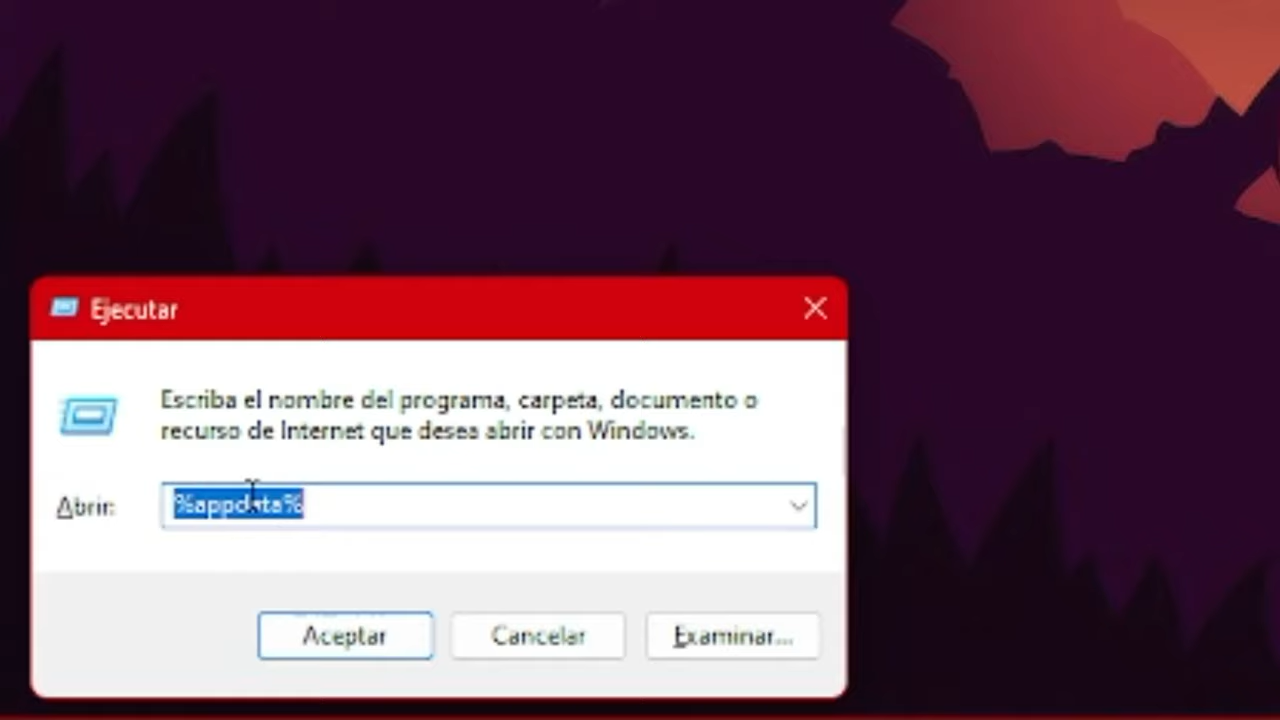 Ejecutar
Escriba el nombre del programa, carpeta, documento o
recurso de Internet que desea abrir con Windows.
Abrir:
%appdata%
Aceptar
Cancelar
Examinar...